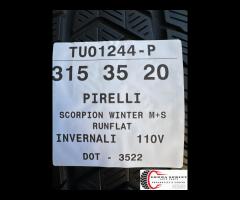 TU01244-P
315 35 20
PIRELLI
SCORPION WINTER M+S
RUNFLAT
INVERNALI 110V
DOT - 3522